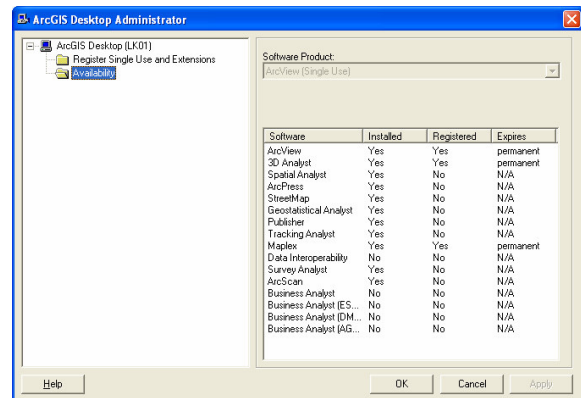 ArcGIS Desktop Administrator
ArcGIS Desktop (LK01)
Register Single Use and Extensions
Availability
Software Product:
ArcView (Single Use)
Software Installed Registered Expires
ArcView Yes Yes permanent
3D Analyst Yes Yes permanent
Spatial Analyst Yes No N/A
ArcPress Yes No N/A
StreetMap Yes No N/A
Geostatistical Analyst Yes No N/A
Publisher Yes No N/A
Tracking Analyst Yes No N/A
Maplex Yes Yes permanent
Data Interoperability No No N/A
Survey Analyst Yes No N/A
ArcScan Yes No N/A
Business Analyst No No N/A
Business Analyst (ES... No No N/A
Business Analyst (DM... No No N/A
Business Analyst (AG... No No N/A
Help OK Cancel Apply